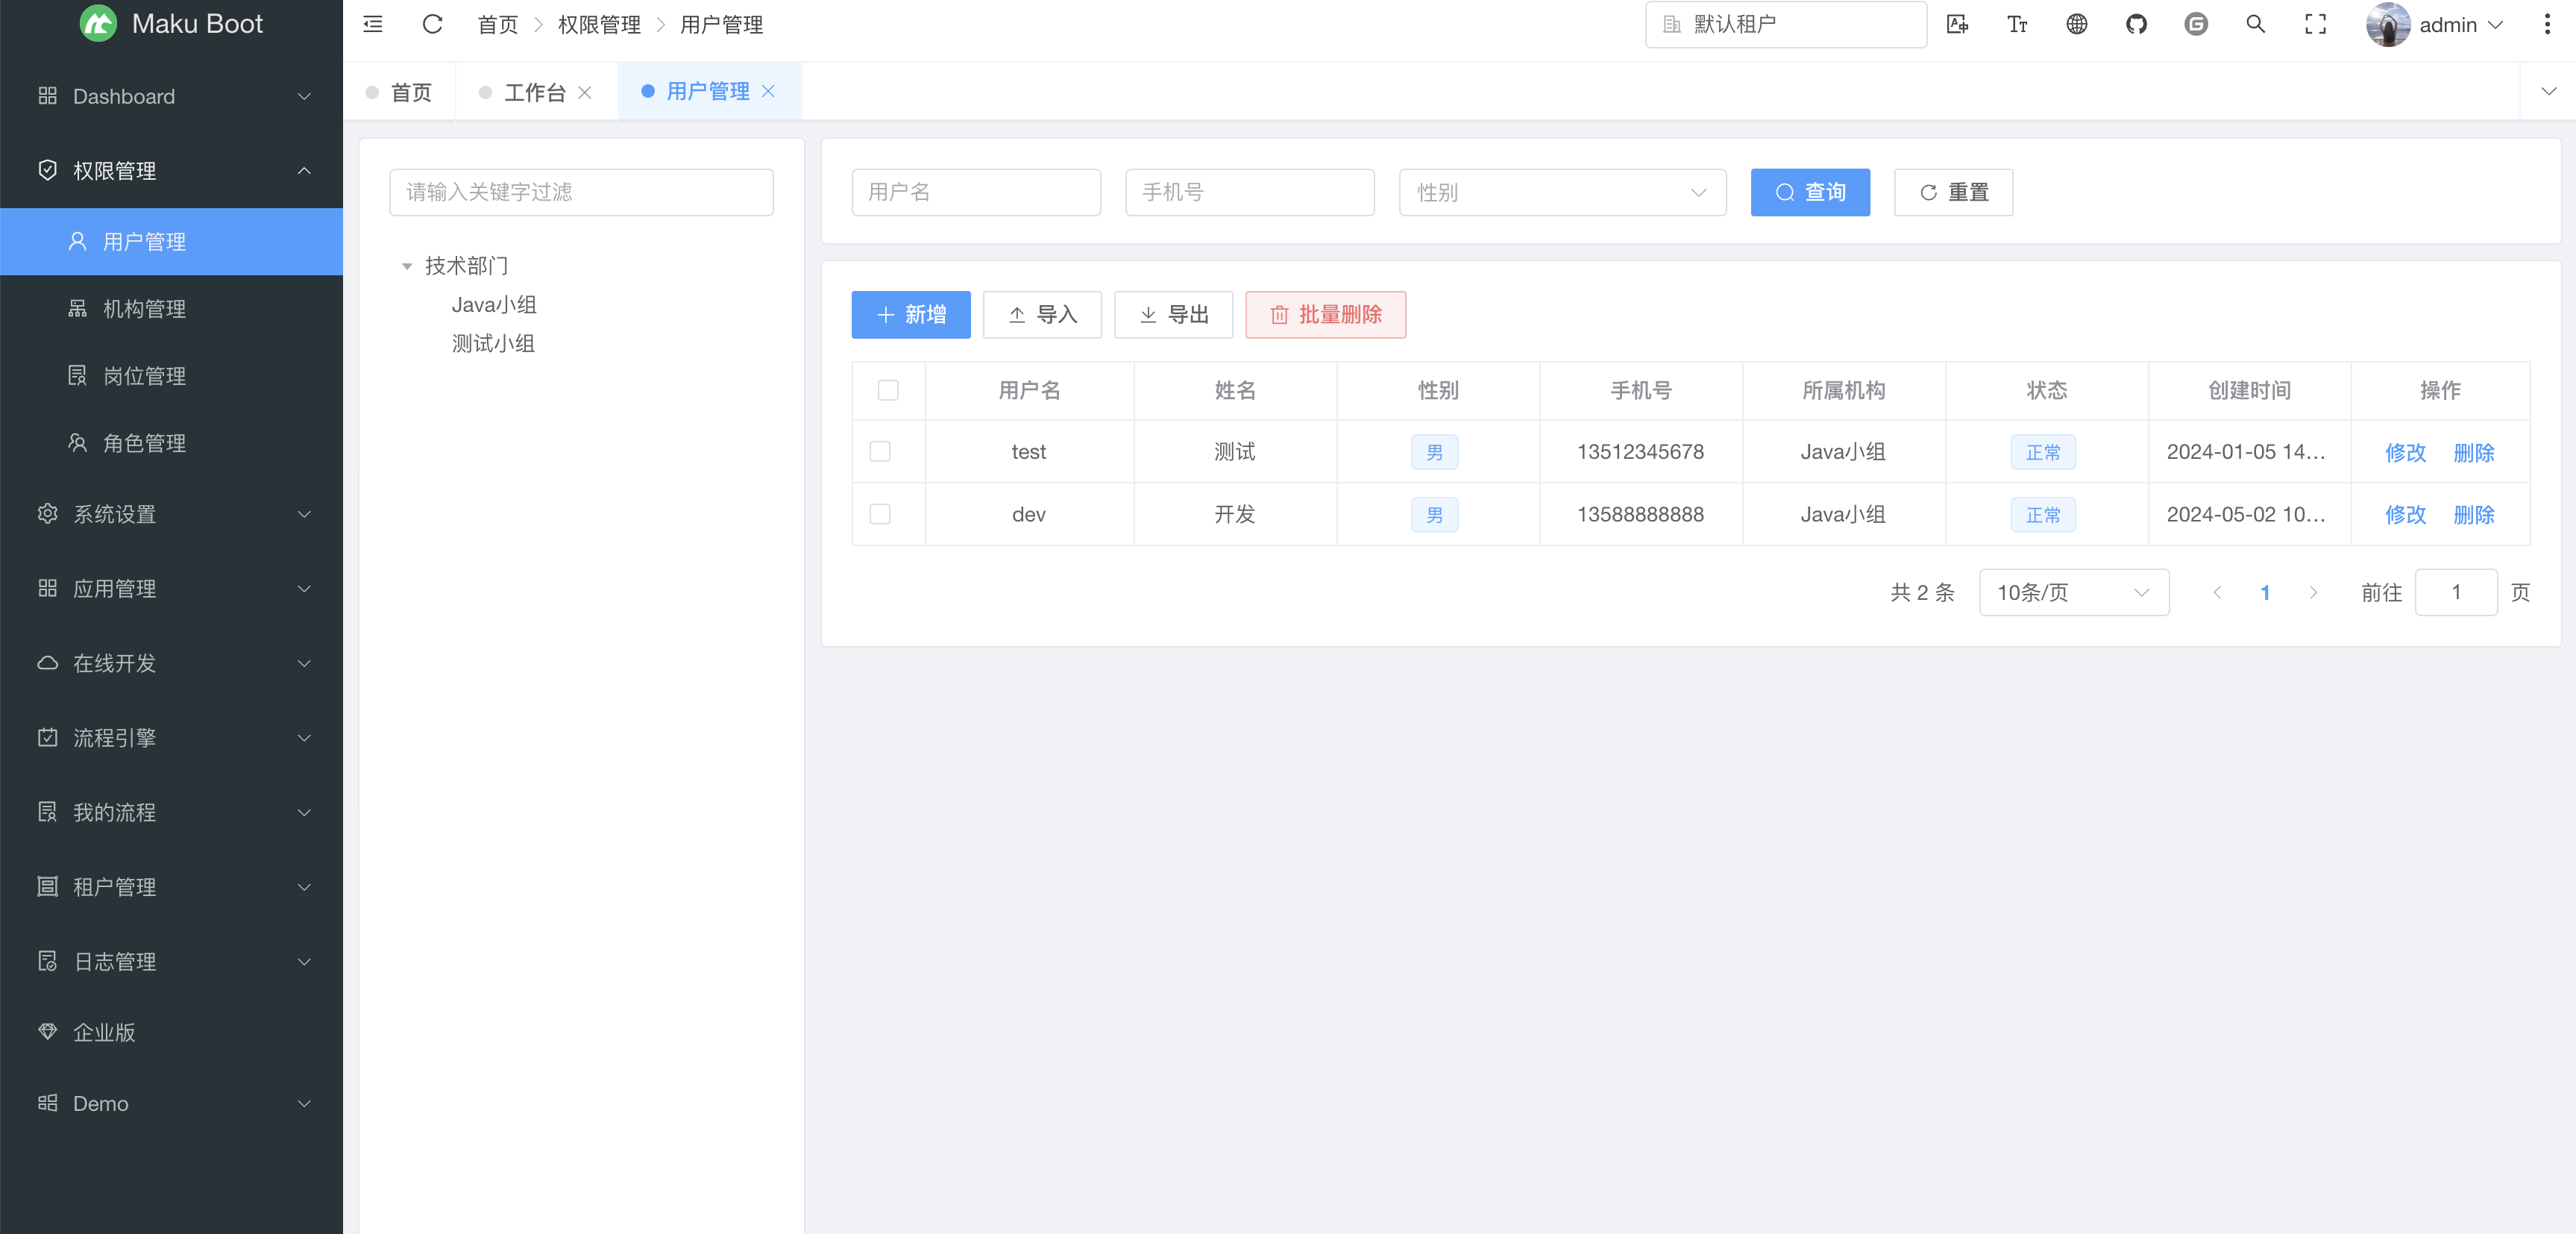 Maku Boot
首页 权限管理 用户管理
默认租户
admin
首页
工作台
用户管理
Dashboard
权限管理
用户管理
机构管理
岗位管理
角色管理
系统设置
应用管理
在线开发
流程引擎
我的流程
租户管理
日志管理
企业版
Demo
请输入关键字过滤
技术部门
Java小组
测试小组
用户名 手机号 性别 查询 重置
新增 导入 导出 批量删除
用户名 姓名 性别 手机号 所属机构 状态 创建时间 操作
test 测试 男 13512345678 Java小组 正常 2024-01-05 14... 修改 删除
dev 开发 男 13588888888 Java小组 正常 2024-05-02 10... 修改 删除
共 2 条 10条/页 1 前往 1 页